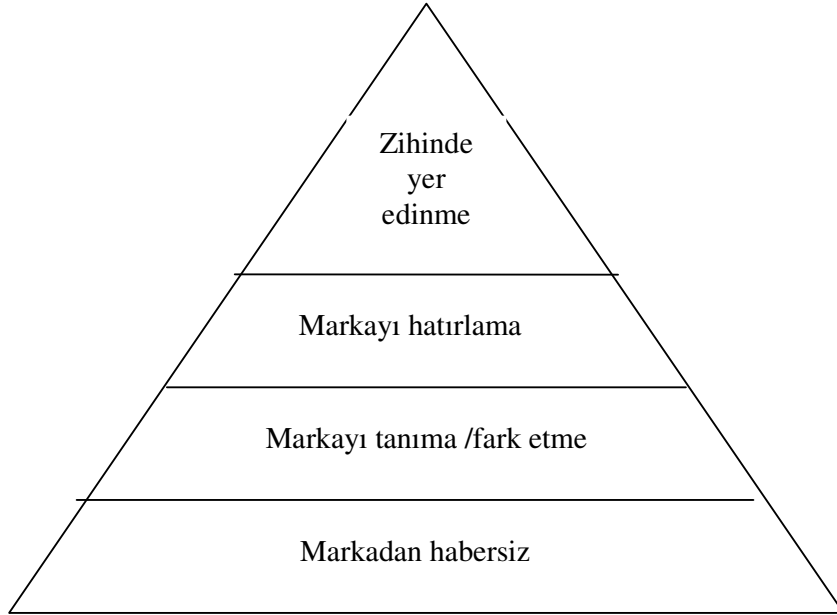 Zihinde
yer
edinme
Markayı hatırlama
Markayı tanıma /fark etme
Markadan habersiz